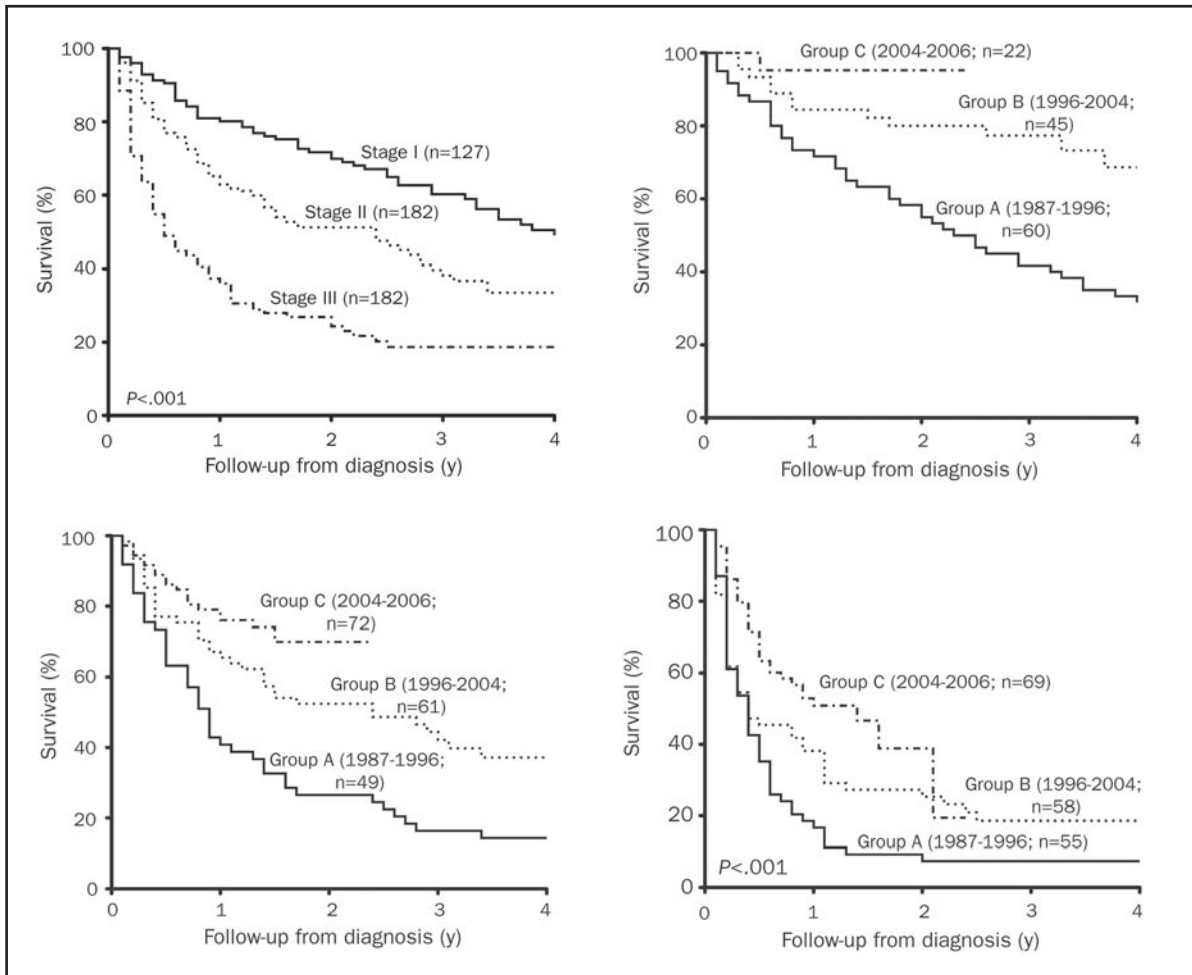 100
80
60
40
20
0
Survival (%)
Stage I (n=127)
Stage II (n=182)
Stage III (n=182)
P<.001
0 1 2 3 4
Follow-up from diagnosis (y)
100
80
60
40
20
0
Survival (%)
Group C (2004-2006; n=22)
Group B (1996-2004;
n=45)
Group A (1987-1996;
n=60)
0 1 2 3 4
Follow-up from diagnosis (y)
100
80
60
40
20
0
Survival (%)
Group C (2004-2006;
n=72)
Group B (1996-2004;
n=61)
Group A (1987-1996;
n=49)
0 1 2 3 4
Follow-up from diagnosis (y)
100
80
60
40
20
0
Survival (%)
Group C (2004-2006; n=69)
Group B (1996-2004;
n=58)
Group A (1987-1996; n=55)
P<.001
0 1 2 3 4
Follow-up from diagnosis (y)